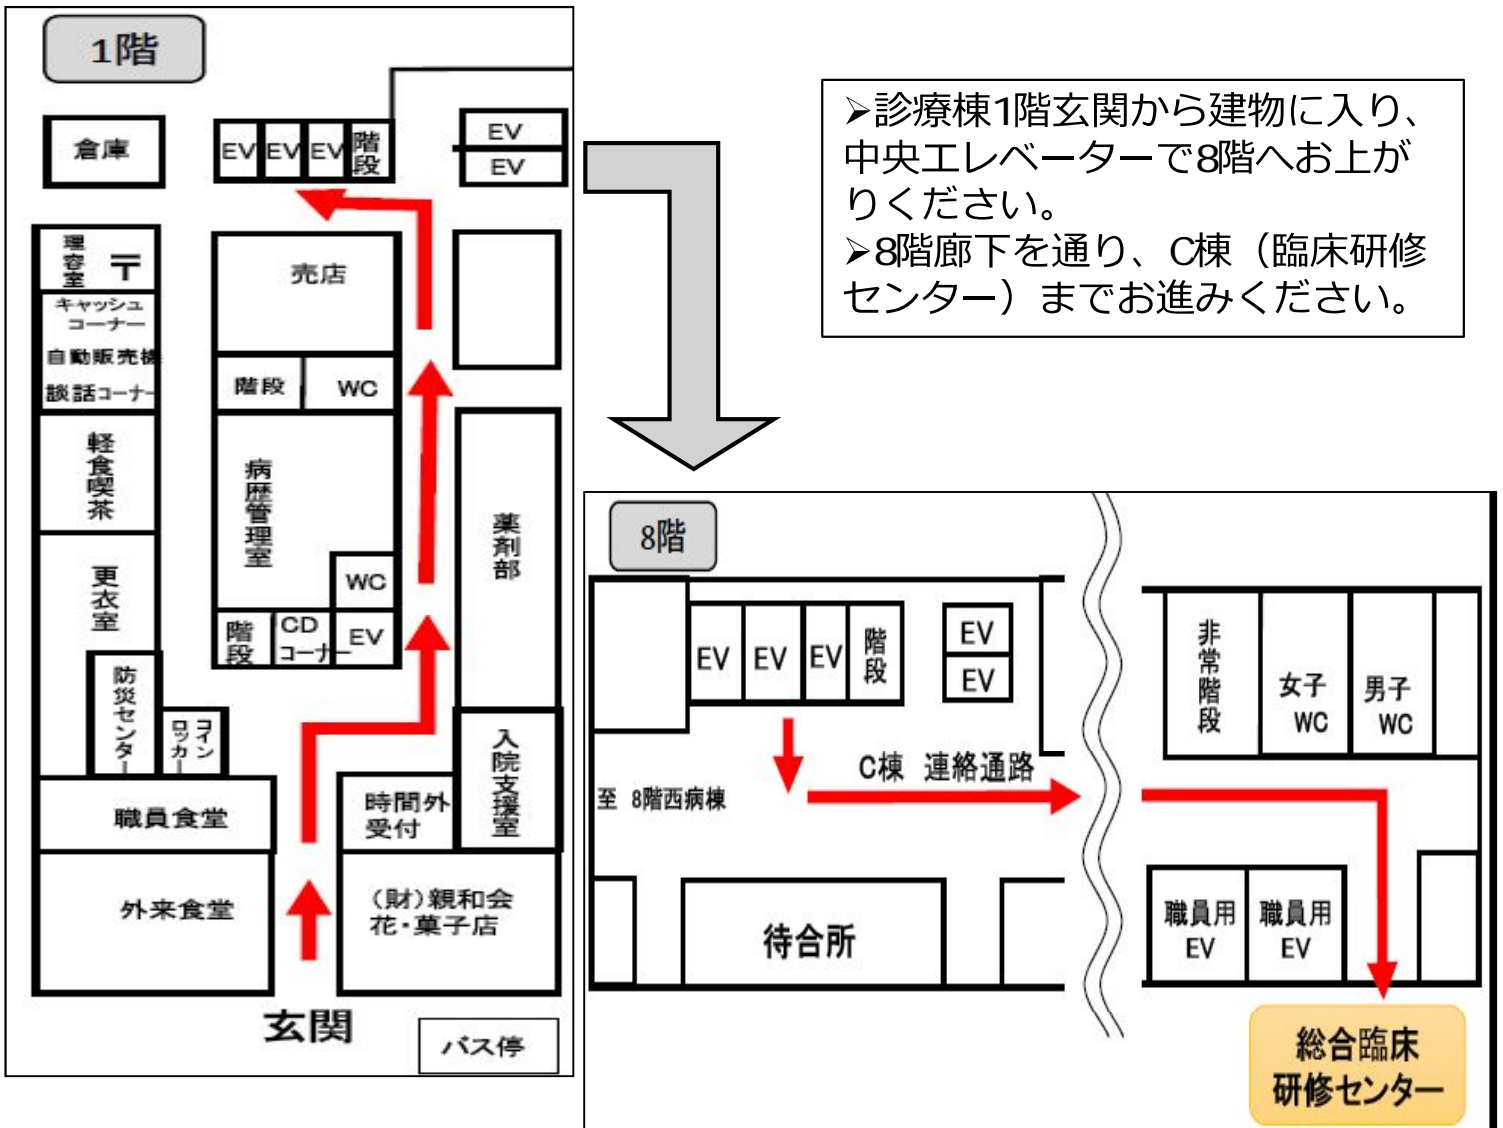 1階
倉庫
EV EV EV 階段
EV
EV
理容室 〒
キャッシュ
コーナー
自動販売機
談話コーナー
売店
階段 WC
軽食喫茶
病歴管理室
WC
階段 CDコーナー EV
薬剤部
更衣室
防災センター
コインロッカー
入院支援室
職員食堂
時間外
受付
外来食堂
(財)親和会
花・菓子店
玄関
バス停
➢診療棟1階玄関から建物に入り、
中央エレベーターで8階へお上が
りください。
➢8階廊下を通り、C棟（臨床研修
センター）までお進みください。
8階
EV EV EV 階段
EV
EV
非常階段
女子
WC
男子
WC
C棟 連絡通路
至 8階西病棟
待合所
職員用
EV
職員用
EV
総合臨床
研修センター